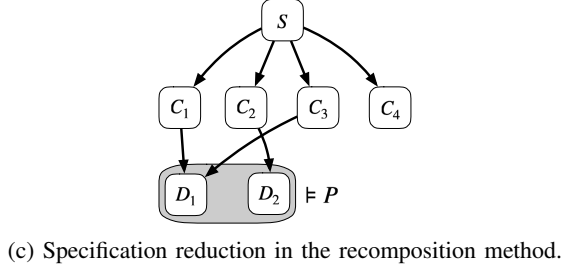 S
C₁ C₂ C₃ C₄
D₁ D₂ ⊨ P
(c) Specification reduction in the recomposition method.